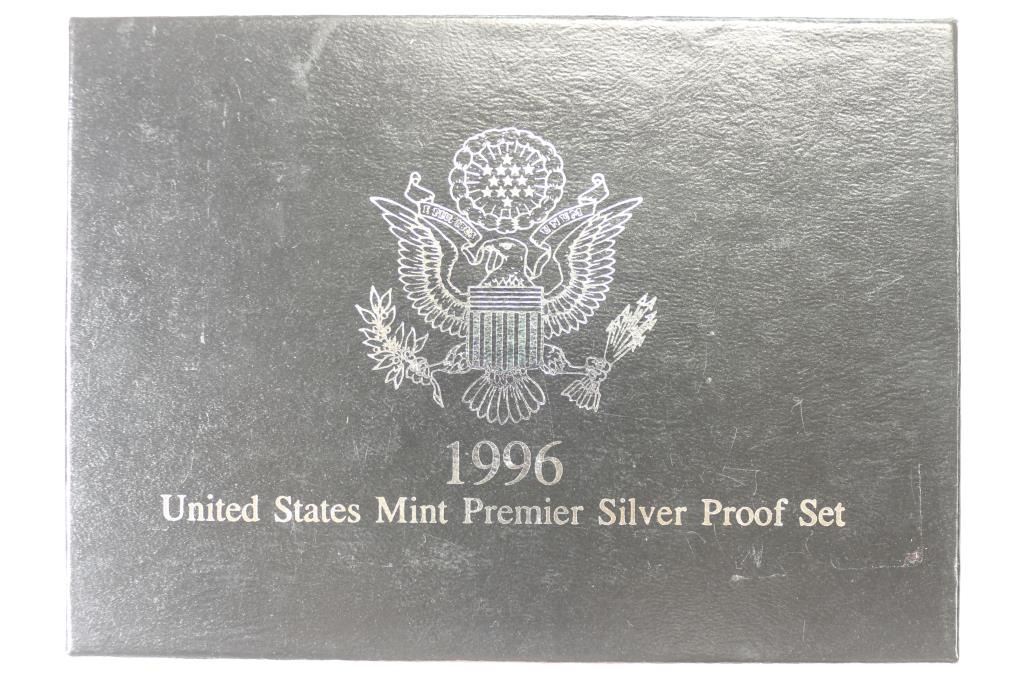 1996
United States Mint Premier Silver Proof Set